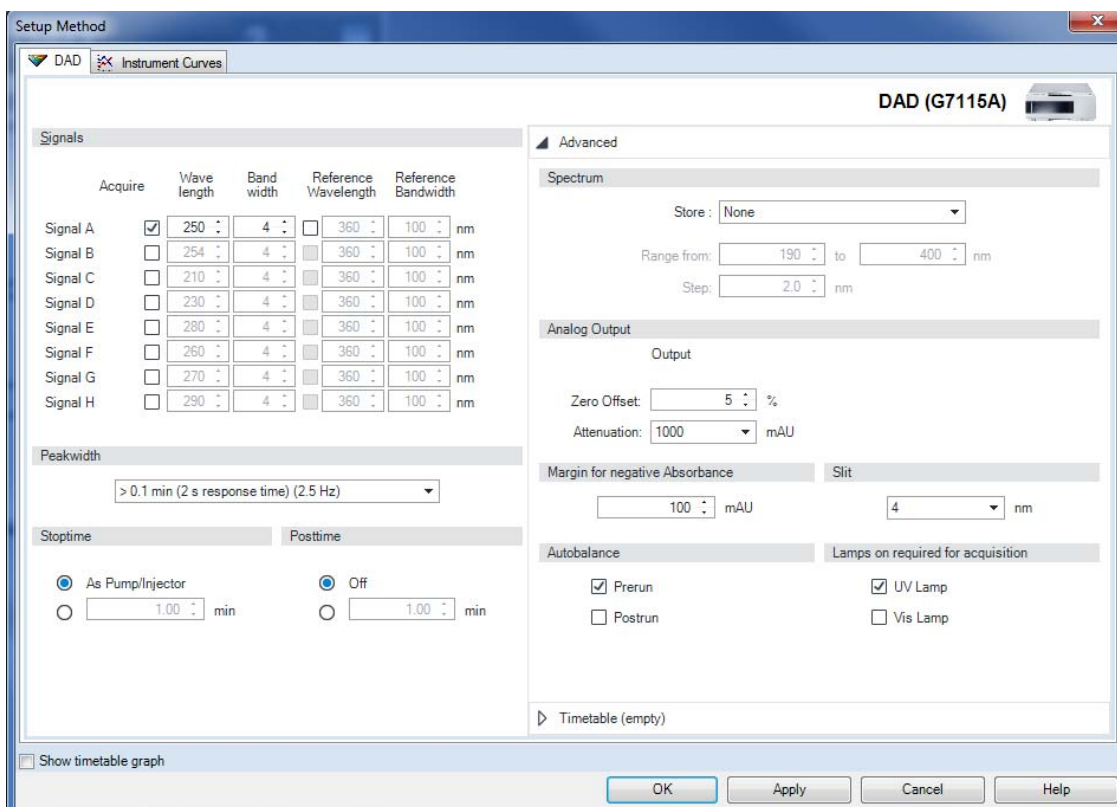 Setup Method
DAD
Instrument Curves
DAD (G7115A)
Signals
Acquire Wave length Band width Reference Wavelength Reference Bandwidth
Signal A 250 4 360 100 nm
Signal B 254 4 360 100 nm
Signal C 210 4 360 100 nm
Signal D 230 4 360 100 nm
Signal E 280 4 360 100 nm
Signal F 260 4 360 100 nm
Signal G 270 4 360 100 nm
Signal H 290 4 360 100 nm
Peakwidth
> 0.1 min (2 s response time) (2.5 Hz)
Stoptime
As Pump/Injector
1.00 min
Posttime
Off
1.00 min
Advanced
Spectrum
Store : None
Range from: 190 to 400 nm
Step: 2.0 nm
Analog Output
Output
Zero Offset: 5 %
Attenuation: 1000 mAU
Margin for negative Absorbance
100 mAU
Slit
4 nm
Autobalance
Prerun
Postrun
Lamps on required for acquisition
UV Lamp
Vis Lamp
Timetable (empty)
Show timetable graph
OK Apply Cancel Help